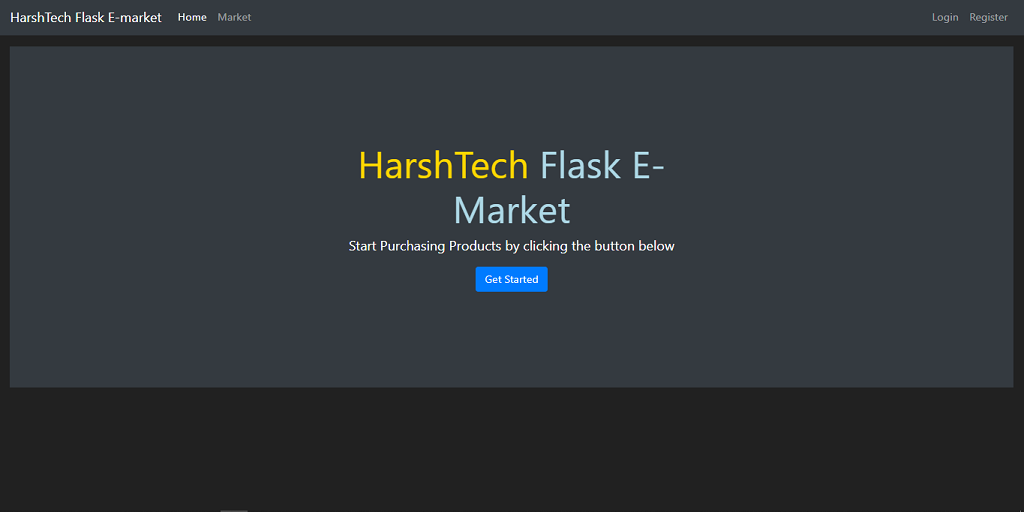 HarshTech Flask E-market Home Market Login Register
HarshTech Flask E-
Market
Start Purchasing Products by clicking the button below
Get Started